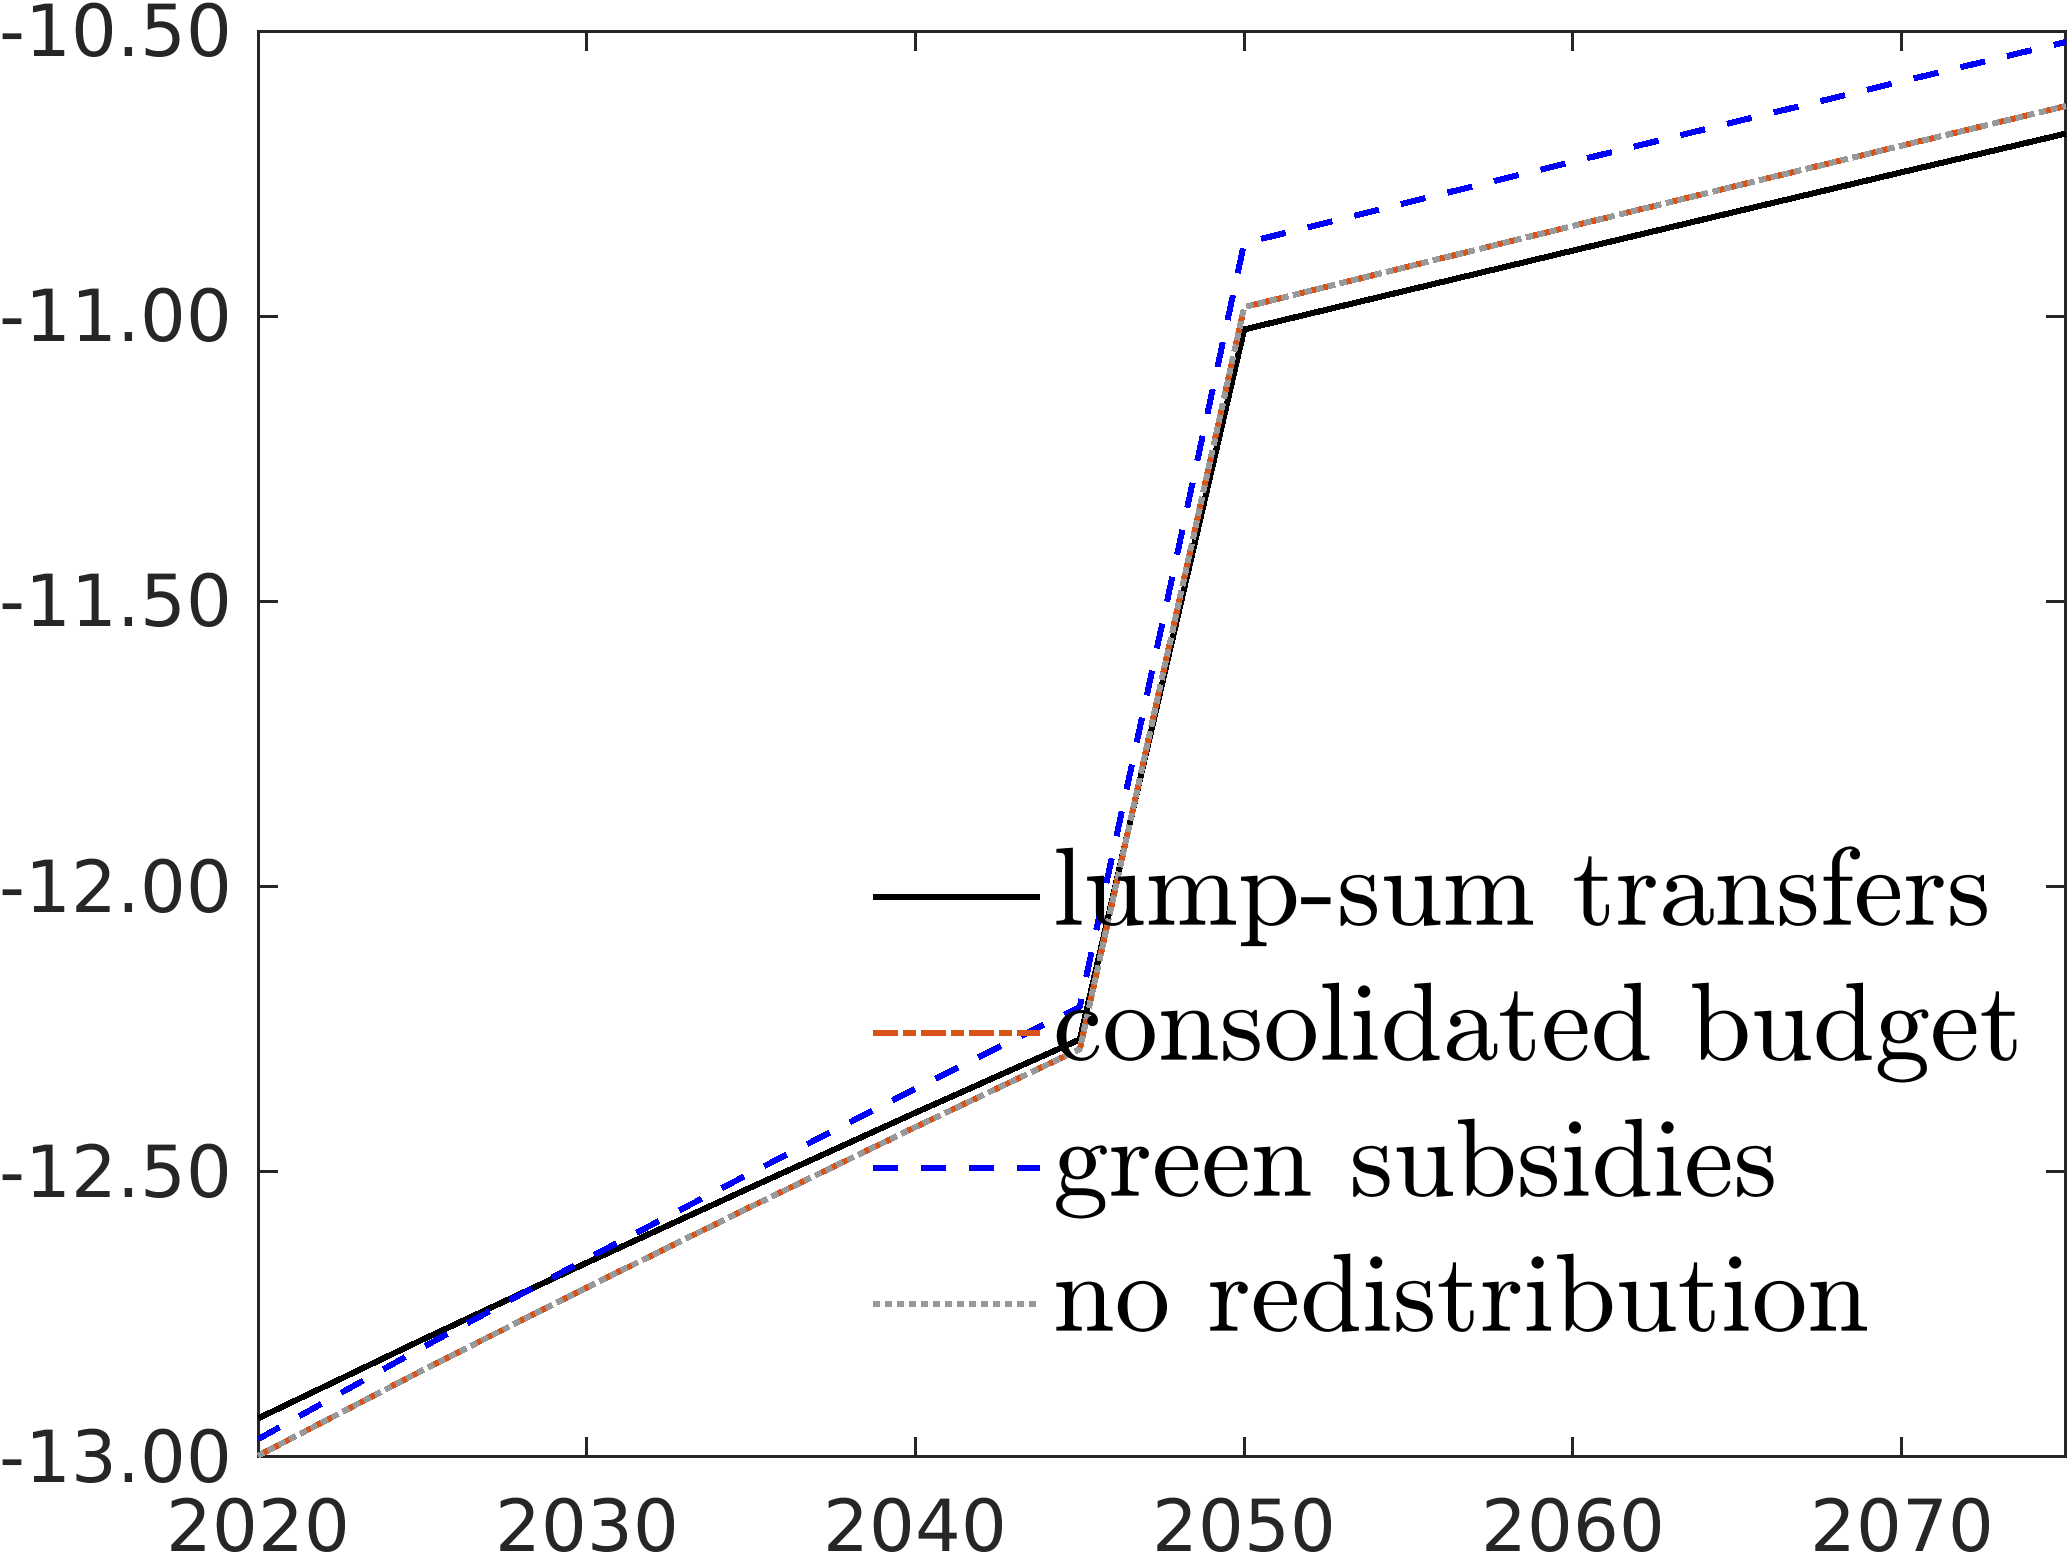 -10.50
-11.00
-11.50
-12.00
-12.50
-13.00
2020 2030 2040 2050 2060 2070
lump-sum transfers
consolidated budget
green subsidies
no redistribution